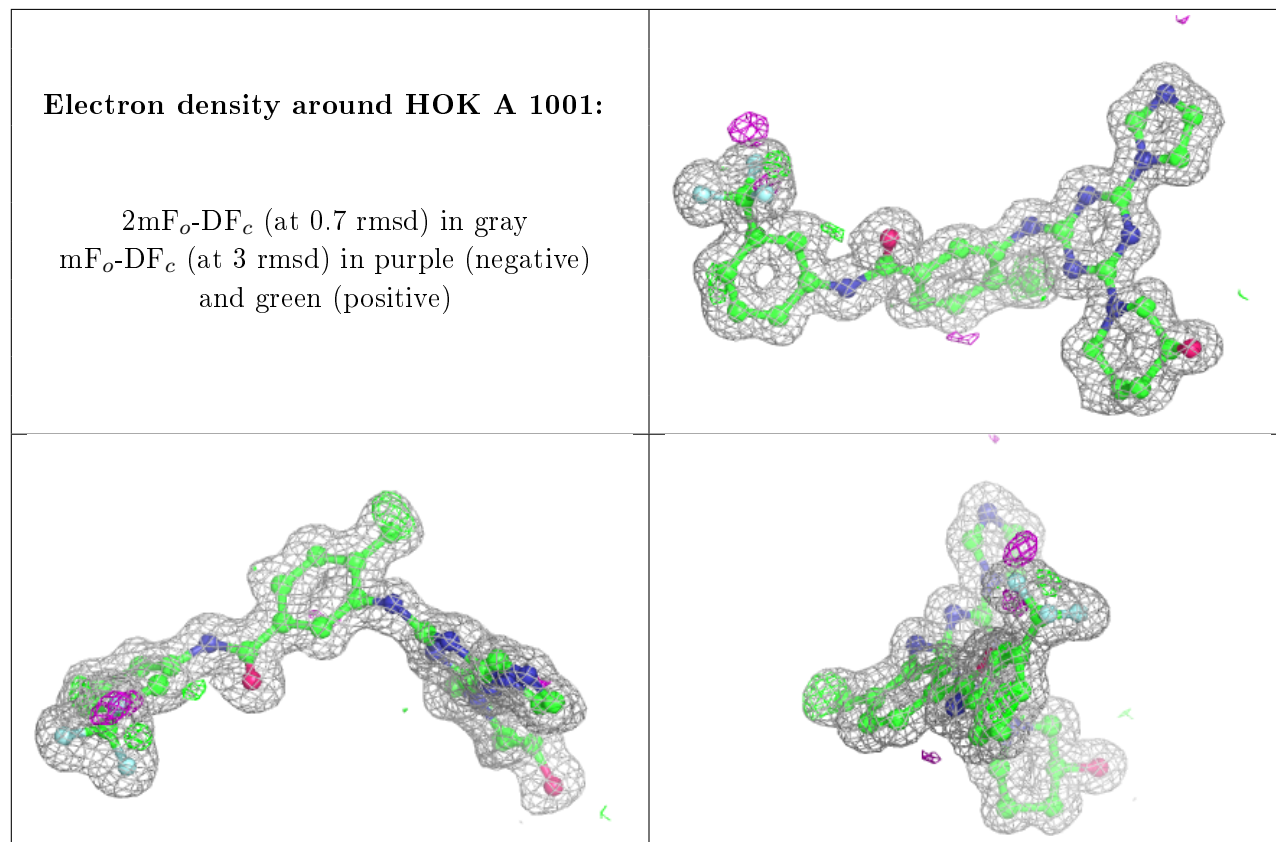 Electron density around HOK A 1001:
2mFo-DFc (at 0.7 rmsd) in gray
mFo-DFc (at 3 rmsd) in purple (negative)
and green (positive)